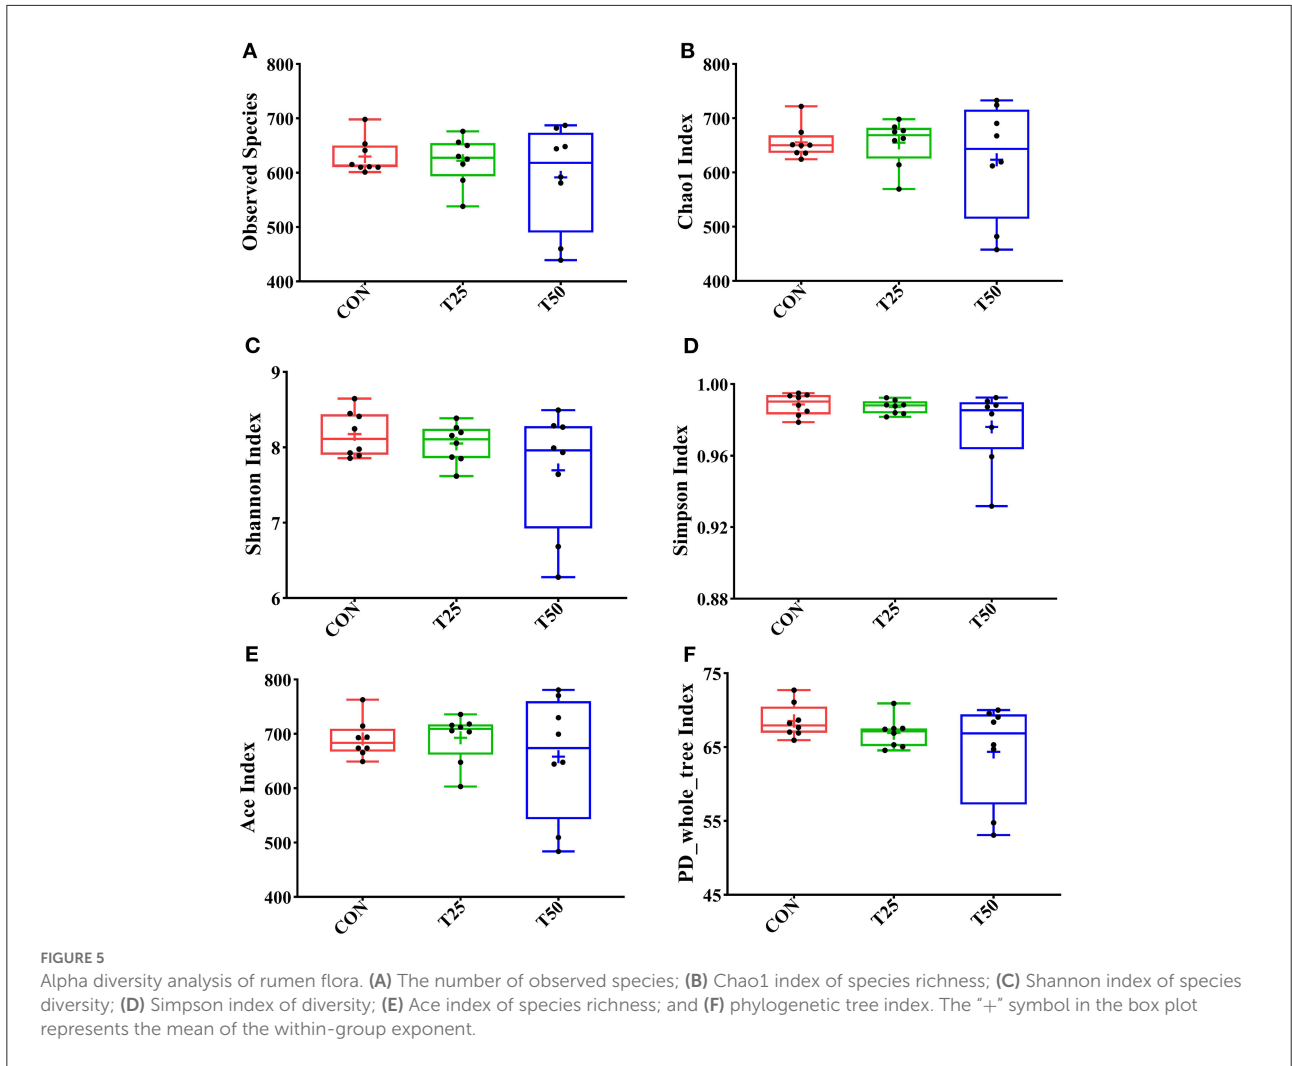 A
800
700
600
500
400
Observed Species
CON
T25
T50
B
800
700
600
500
400
Chao1 Index
CON
T25
T50
C
9
8
7
6
Shannon Index
CON
T25
T50
D
1.00
0.96
0.92
0.88
Simpson Index
CON
T25
T50
E
800
700
600
500
400
Ace Index
CON
T25
T50
F
75
65
55
45
PD_whole_tree Index
CON
T25
T50
FIGURE 5
Alpha diversity analysis of rumen flora. (A) The number of observed species; (B) Chao1 index of species richness; (C) Shannon index of species
diversity; (D) Simpson index of diversity; (E) Ace index of species richness; and (F) phylogenetic tree index. The "+" symbol in the box plot
represents the mean of the within-group exponent.